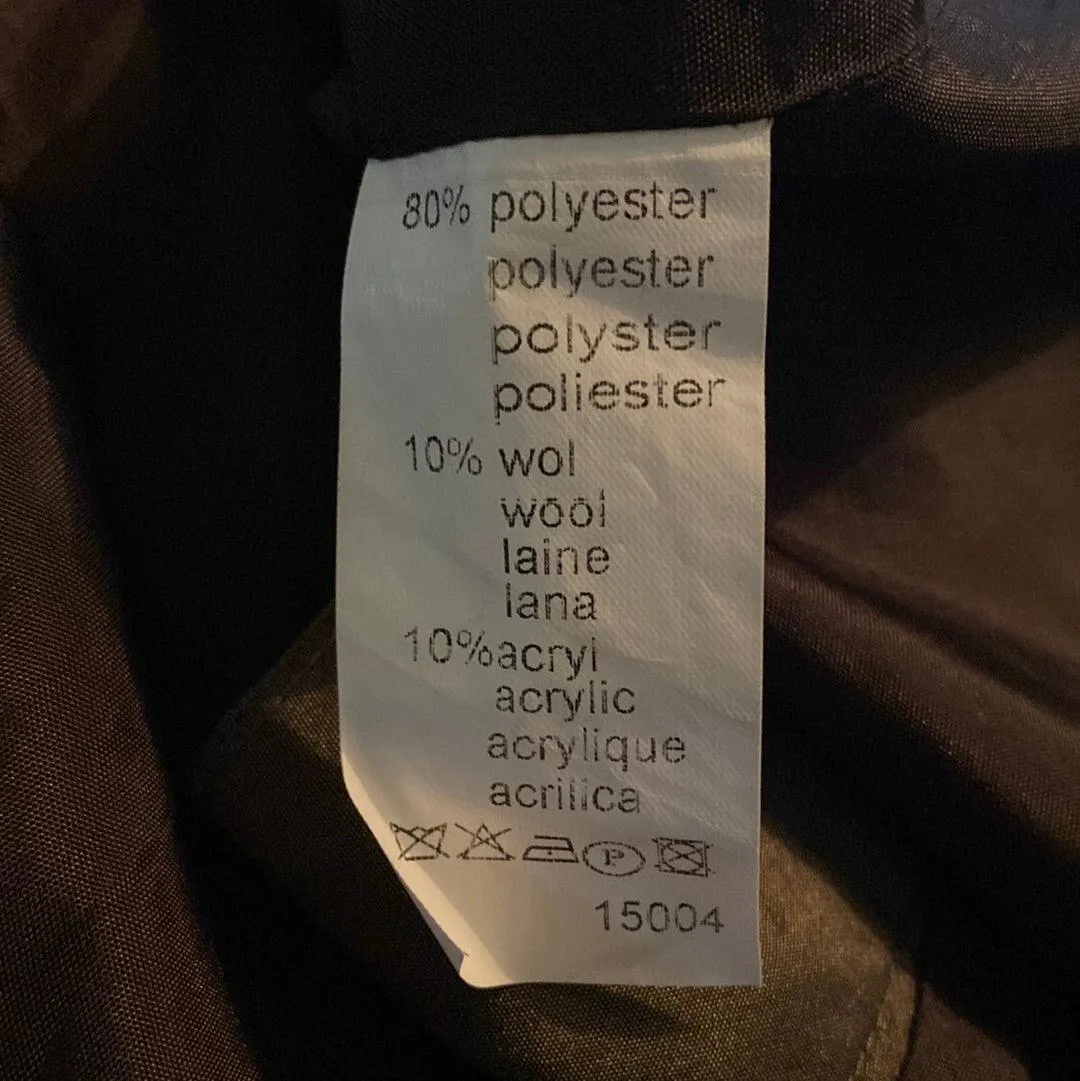 80% polyester
polyester
polyster
poliester
10% wol
wool
laine
lana
10% acryl
acrylic
acrylique
acrilica
P
15004